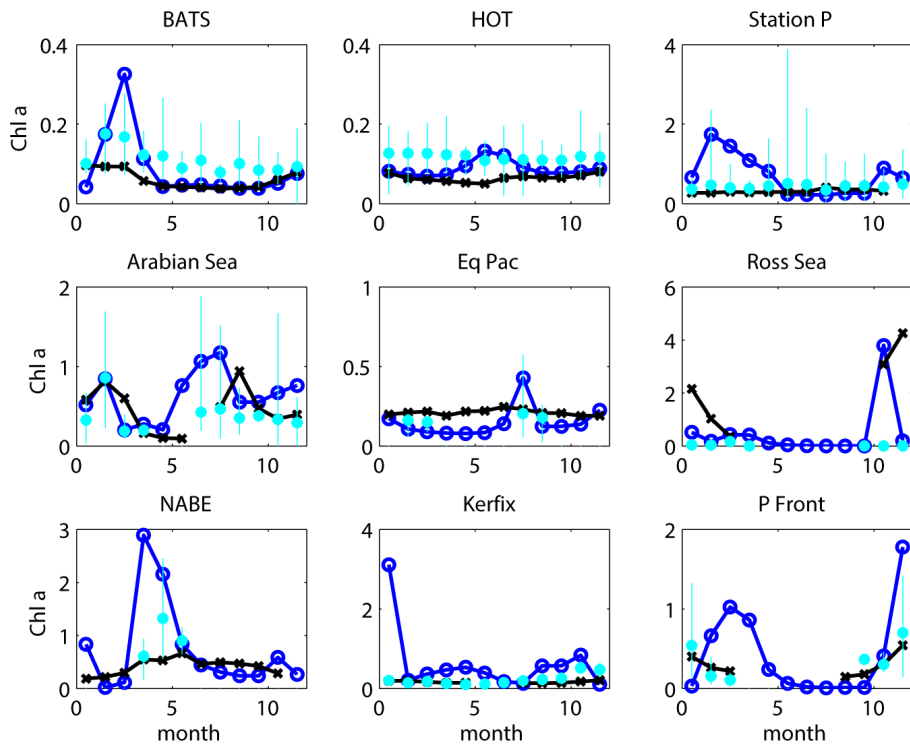 BATS
HOT
Station P
Chl a
0.4
0.2
0
0 5 10
0.4
0.2
0
0 5 10
4
2
0
0 5 10
Arabian Sea
Eq Pac
Ross Sea
Chl a
2
1
0
0 5 10
1
0.5
0
0 5 10
6
4
2
0
0 5 10
NABE
Kerfix
P Front
Chl a
3
2
1
0
0 5 10
month
4
2
0
0 5 10
month
2
1
0
0 5 10
month